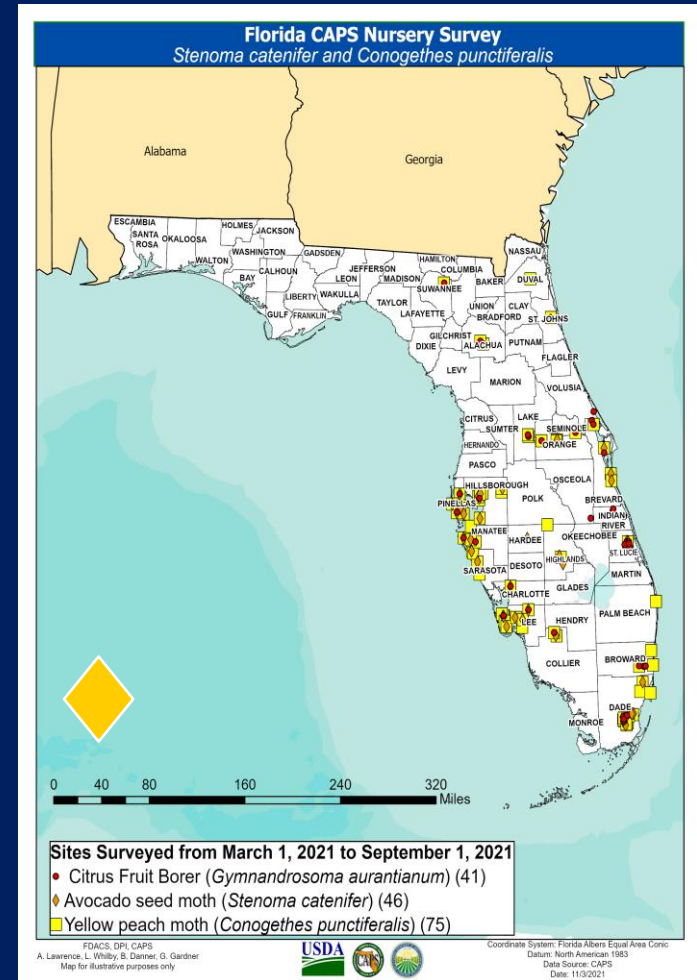 Florida CAPS Nursery Survey
Stenoma catenifer and Conogethes punctiferalis
Alabama
Georgia
ESCAMBIA
SANTA
ROSA
OKALOOSA
WALTON
HOLMES
JACKSON
WASHINGTON
BAY
CALHOUN
GULF
LIBERTY
FRANKLIN
GADSDEN
LEON
WAKULLA
JEFFERSON
MADISON
TAYLOR
HAMILTON
SUWANNEE
LAFAYETTE
DIXIE
COLUMBIA
BAKER
NASSAU
DUVAL
UNION
BRADFORD
CLAY
ST. JOHNS
GILCHRIST
ALACHUA
PUTNAM
FLAGLER
LEVY
MARION
VOLUSIA
CITRUS
SUMTER
LAKE
SEMINOLE
ORANGE
HERNANDO
PASCO
HILLSBOROUGH
PINELLAS
POLK
OSCEOLA
BREVARD
INDIAN
RIVER
MANATEE
HARDEE
OKEECHOBEE
ST. LUCIE
HIGHLANDS
SARASOTA
DESOTO
MARTIN
CHARLOTTE
GLADES
LEE
HENDRY
PALM BEACH
COLLIER
BROWARD
MONROE
DADE
0 40 80 160 240 320
Miles
Sites Surveyed from March 1, 2021 to September 1, 2021
Citrus Fruit Borer (Gymnandrosoma aurantianum) (41)
Avocado seed moth (Stenoma catenifer) (46)
Yellow peach moth (Conogethes punctiferalis) (75)
FDACS, DPI, CAPS
A. Lawrence, L. Whilby, B. Danner, G. Gardner
Map for illustrative purposes only
USDA
Coordinate System: Florida Albers Equal Area Conic
Datum: North American 1983
Data Source: CAPS
Date: 11/3/2021